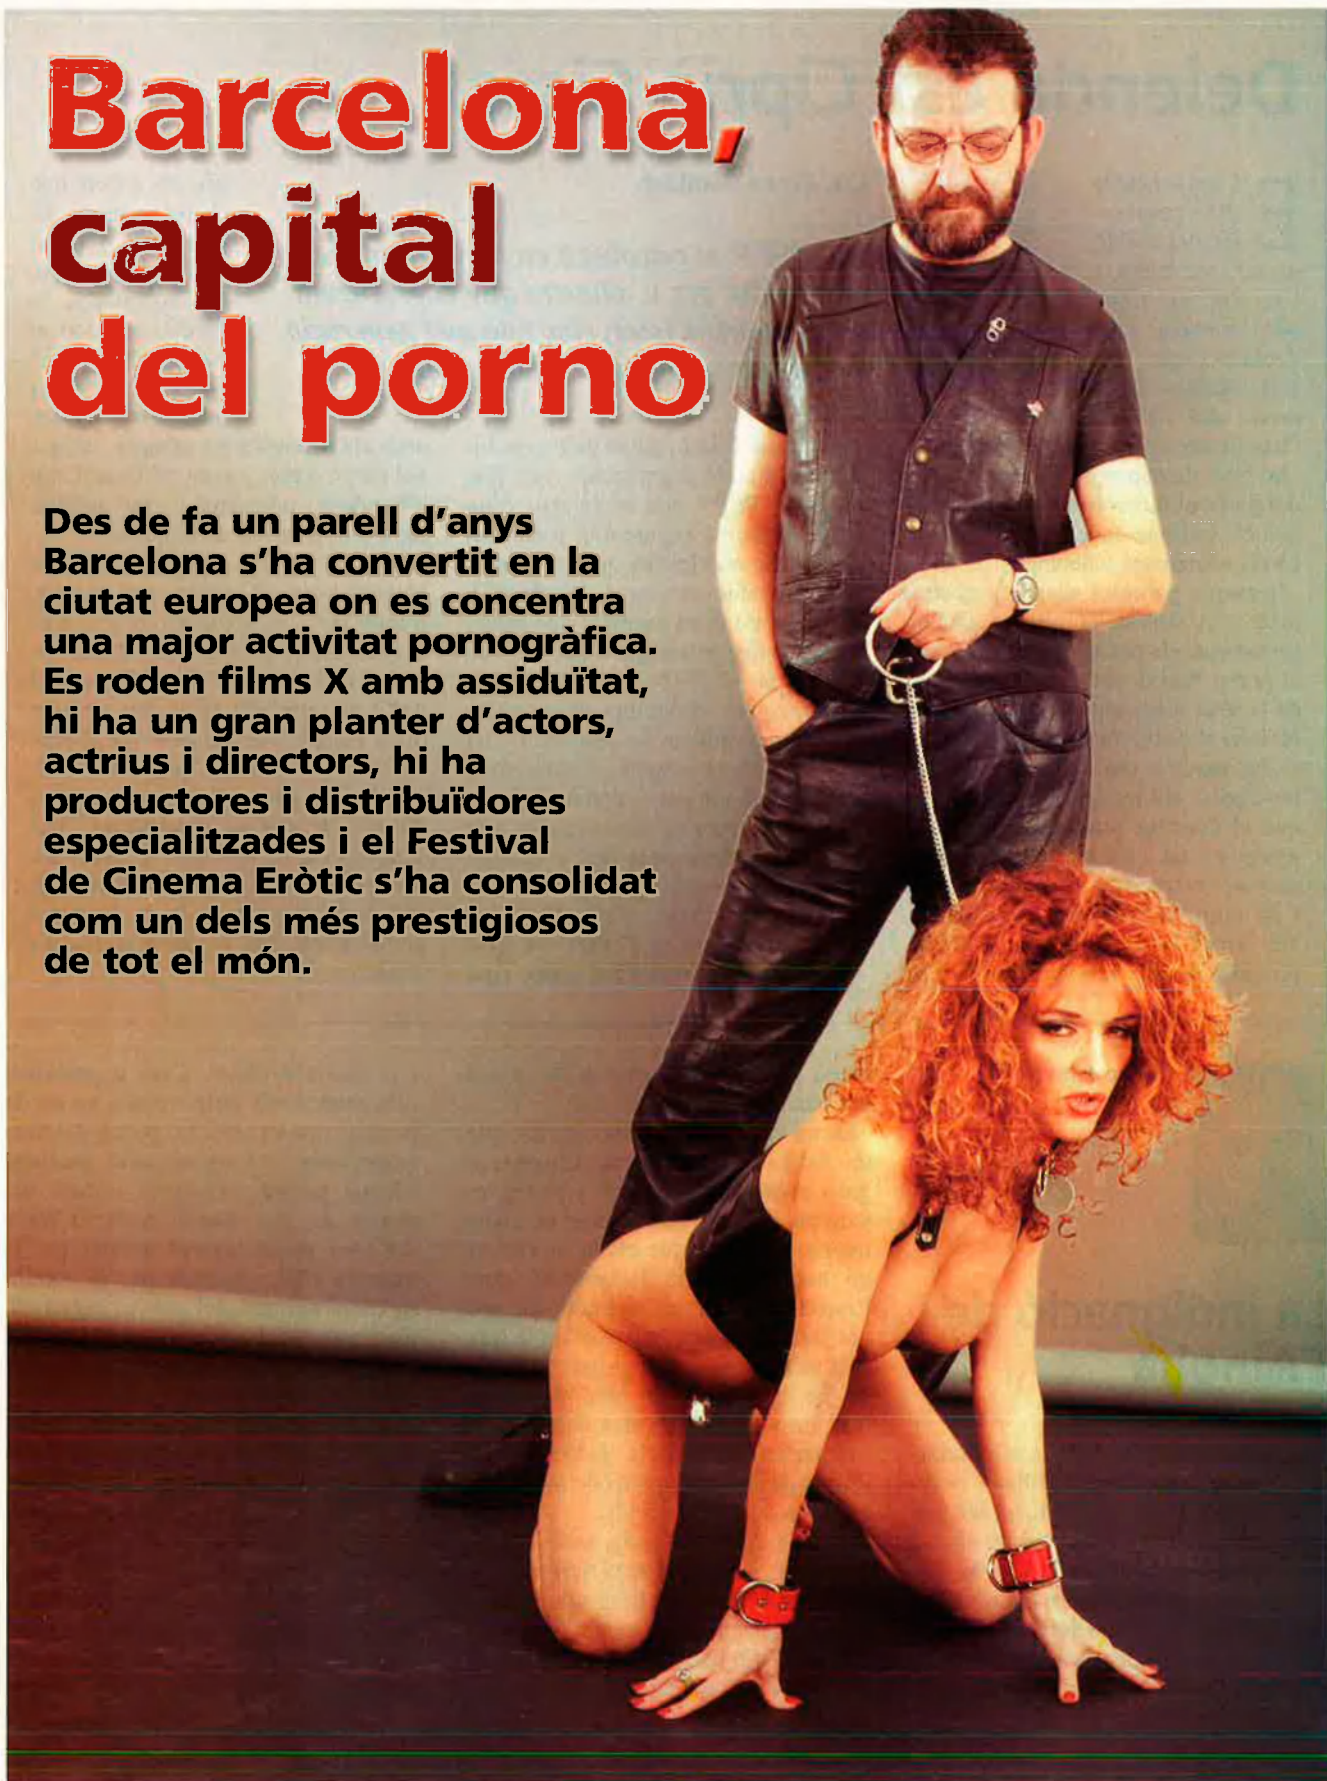 Barcelona,
capital
del porno
Des de fa un parell d'anys
Barcelona s'ha convertit en la
ciutat europea on es concentra
una major activitat pornogràfica.
Es roden films X amb assiduïtat,
hi ha un gran planter d'actors,
actrius i directors, hi ha
productores i distribuïdores
especialitzades i el Festival
de Cinema Eròtic s'ha consolidat
com un dels més prestigiosos
de tot el món.